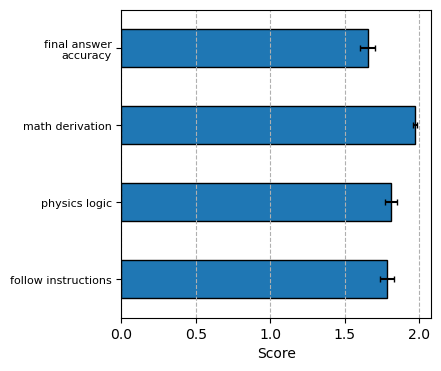 final answer
accuracy
math derivation
physics logic
follow instructions
0.0 0.5 1.0 1.5 2.0
Score